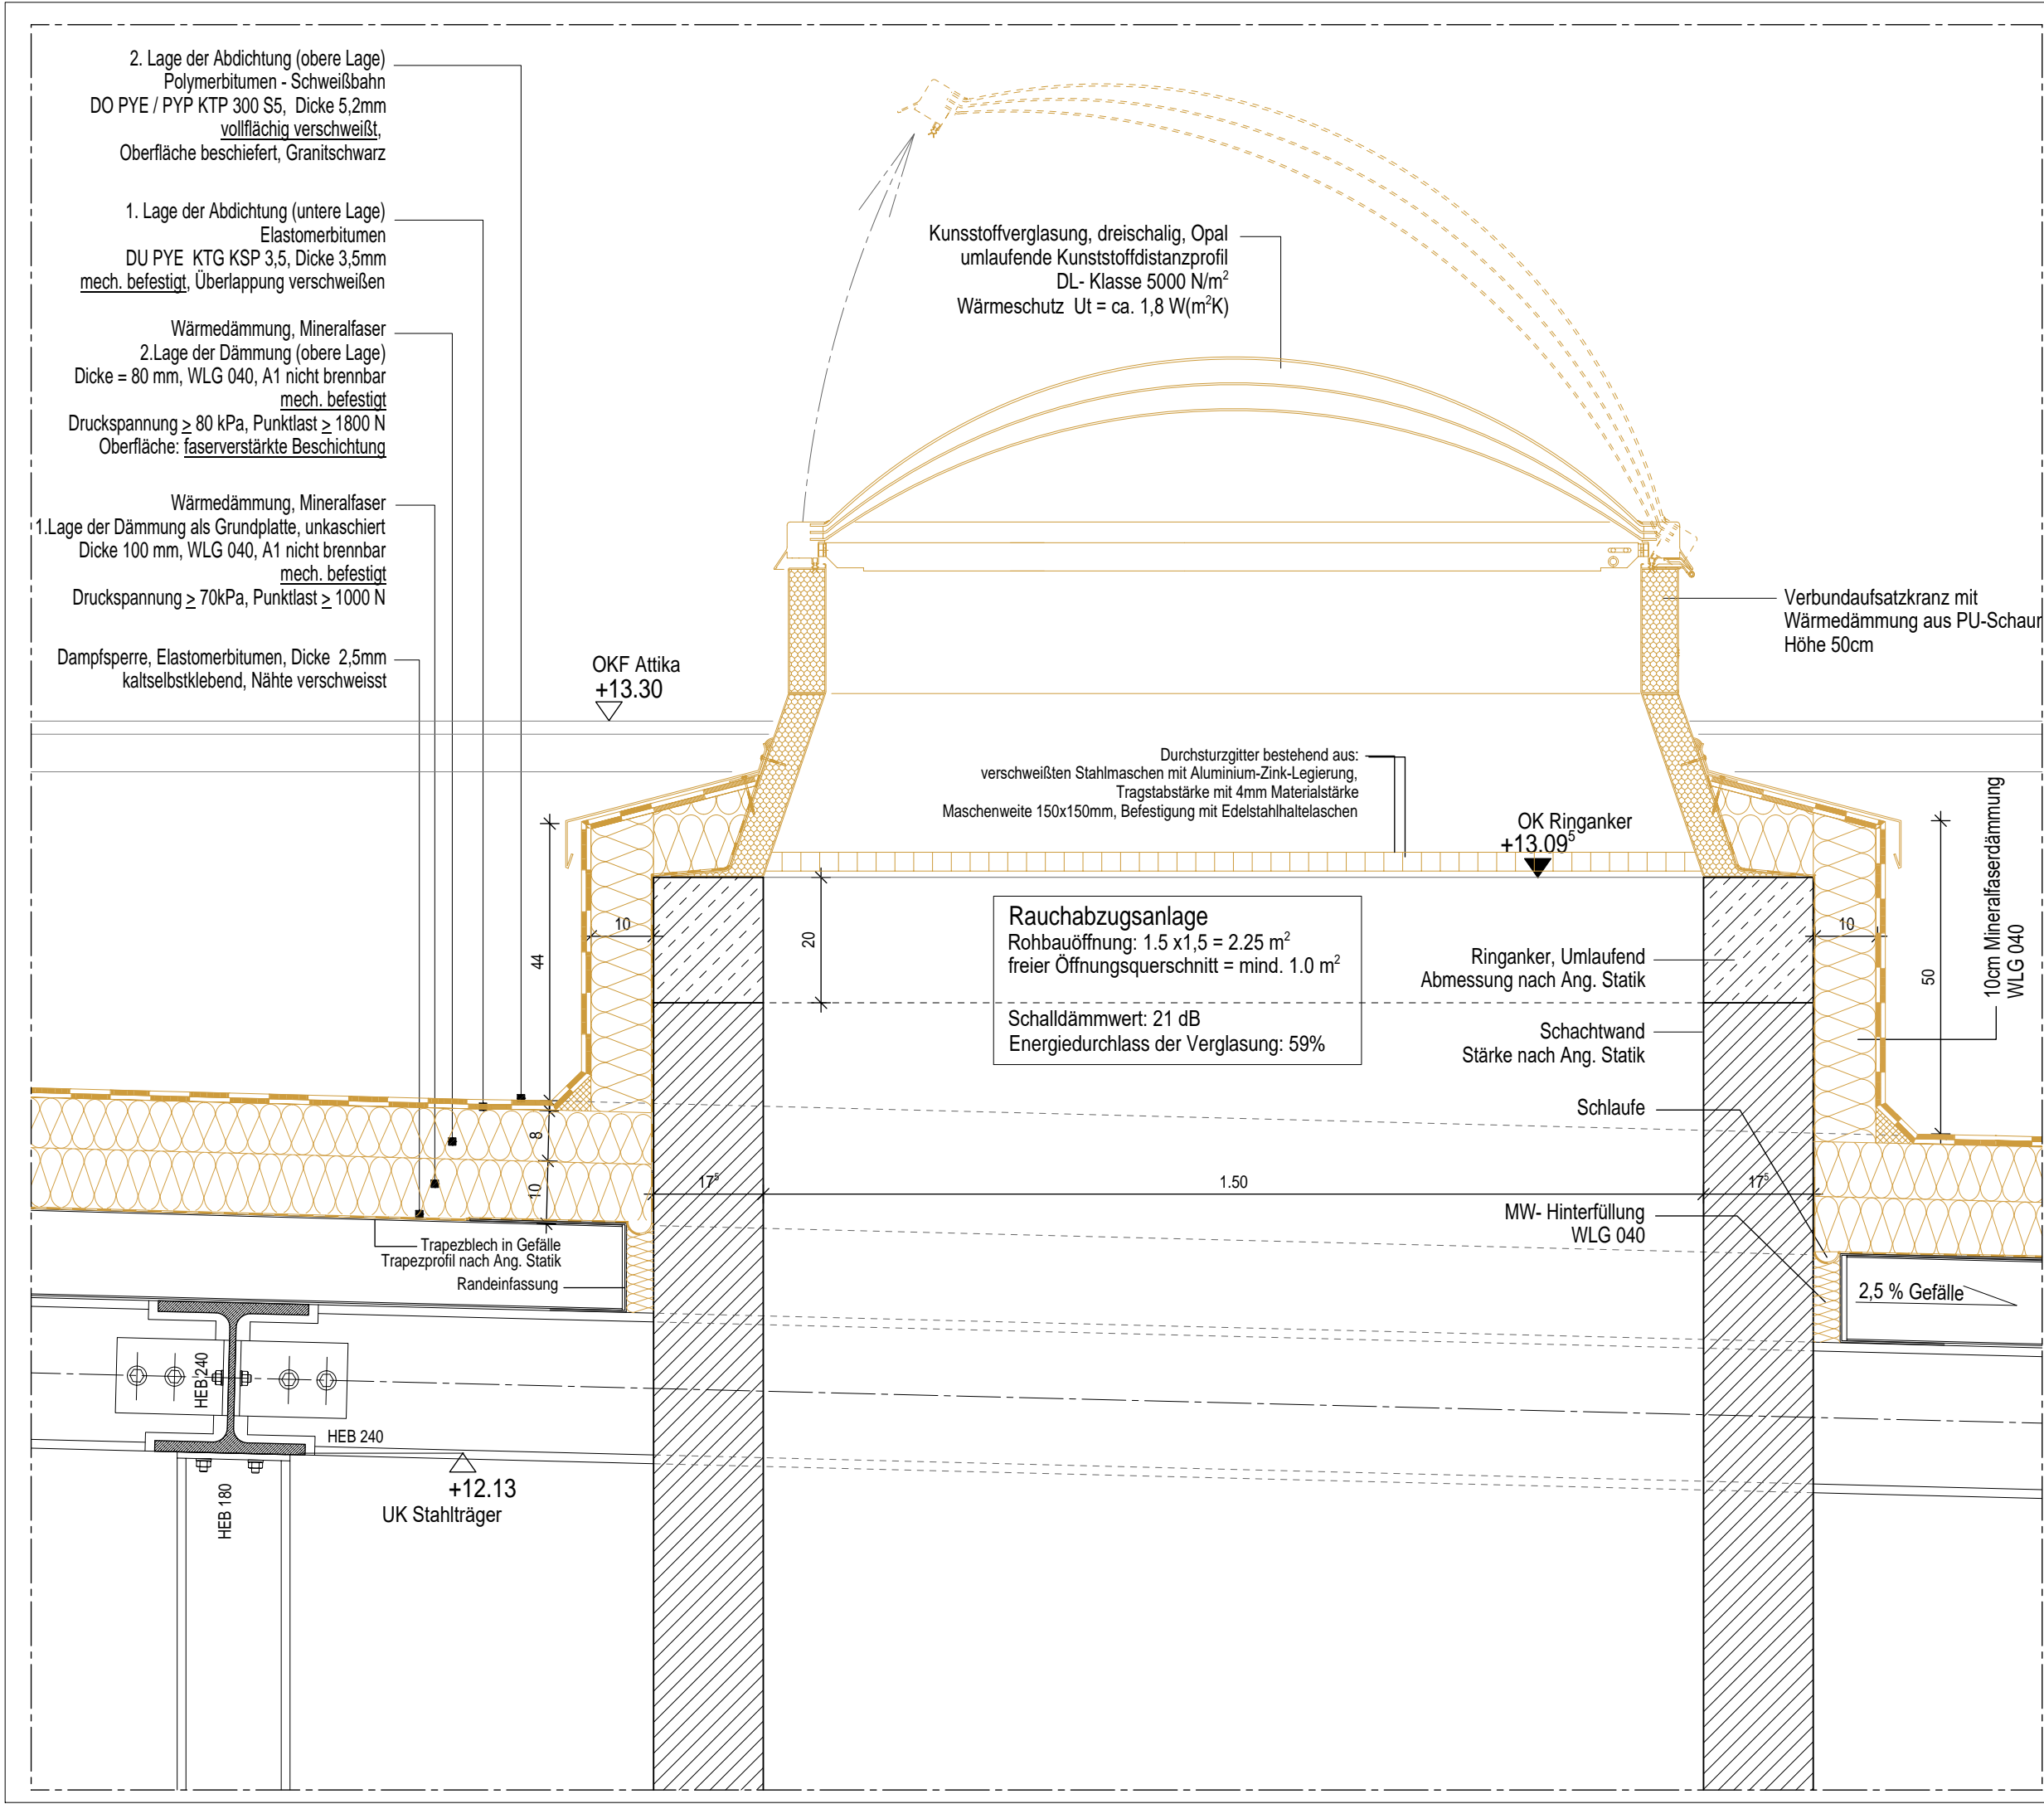 2. Lage der Abdichtung (obere Lage)
Polymerbitumen - Schweißbahn
DO PYE / PYP KTP 300 S5, Dicke 5,2mm
vollflächig verschweißt,
Oberfläche beschiefert, Granitschwarz
1. Lage der Abdichtung (untere Lage)
Elastomerbitumen
DU PYE KTG KSP 3,5, Dicke 3,5mm
mech. befestigt, Überlappung verschweißen
Wärmedämmung, Mineralfaser
2.Lage der Dämmung (obere Lage)
Dicke = 80 mm, WLG 040, A1 nicht brennbar
mech. befestigt
Druckspannung ≥ 80 kPa, Punktlast ≥ 1800 N
Oberfläche: faserverstärkte Beschichtung
Wärmedämmung, Mineralfaser
1.Lage der Dämmung als Grundplatte, unkaschiert
Dicke 100 mm, WLG 040, A1 nicht brennbar
mech. befestigt
Druckspannung ≥ 70kPa, Punktlast ≥ 1000 N
Dampfsperre, Elastomerbitumen, Dicke 2,5mm
kaltselbstklebend, Nähte verschweisst
Kunsstoffverglasung, dreischalig, Opal
umlaufende Kunststoffdistanzprofil
DL- Klasse 5000 N/m²
Wärmeschutz Ut = ca. 1,8 W(m²K)
Verbundaufsatzkranz mit
Wärmedämmung aus PU-Schaum
Höhe 50cm
OKF Attika
+13.30
Durchsturzgitter bestehend aus:
verschweißten Stahlmaschen mit Aluminium-Zink-Legierung,
Tragstabstärke mit 4mm Materialstärke
Maschenweite 150x150mm, Befestigung mit Edelstahlhaltelaschen
OK Ringanker
+13.09⁵
10cm Mineralfaserdämmung
WLG 040
Rauchabzugsanlage
Rohbauöffnung: 1.5 x1,5 = 2.25 m²
freier Öffnungsquerschnitt = mind. 1.0 m²
Schalldämmwert: 21 dB
Energiedurchlass der Verglasung: 59%
10
44
20
10
50
Ringanker, Umlaufend
Abmessung nach Ang. Statik
Schachtwand
Stärke nach Ang. Statik
Schlaufe
8
10
17⁵
1.50
17⁵
MW- Hinterfüllung
WLG 040
Trapezblech in Gefälle
Trapezprofil nach Ang. Statik
Randeinfassung
2,5 % Gefälle
HEB 240
HEB 240
HEB 180
+12.13
UK Stahlträger